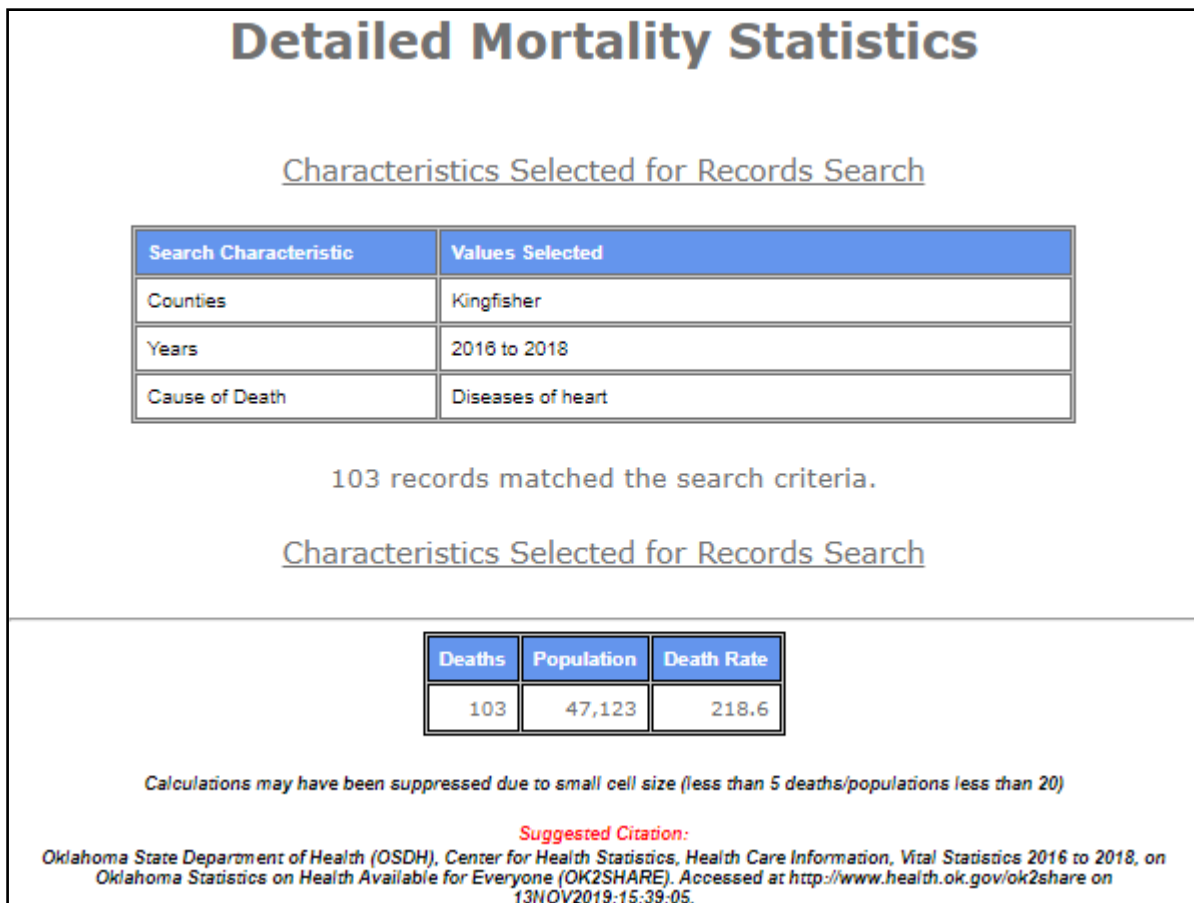 Detailed Mortality Statistics
Characteristics Selected for Records Search
Search Characteristic Values Selected
Counties Kingfisher
Years 2016 to 2018
Cause of Death Diseases of heart
103 records matched the search criteria.
Characteristics Selected for Records Search
Deaths Population Death Rate
103 47,123 218.6
Calculations may have been suppressed due to small cell size (less than 5 deaths/populations less than 20)
Suggested Citation:
Oklahoma State Department of Health (OSDH), Center for Health Statistics, Health Care Information, Vital Statistics 2016 to 2018, on
Oklahoma Statistics on Health Available for Everyone (OK2SHARE). Accessed at http://www.health.ok.gov/ok2share on
13NOV2019:15:39:05.